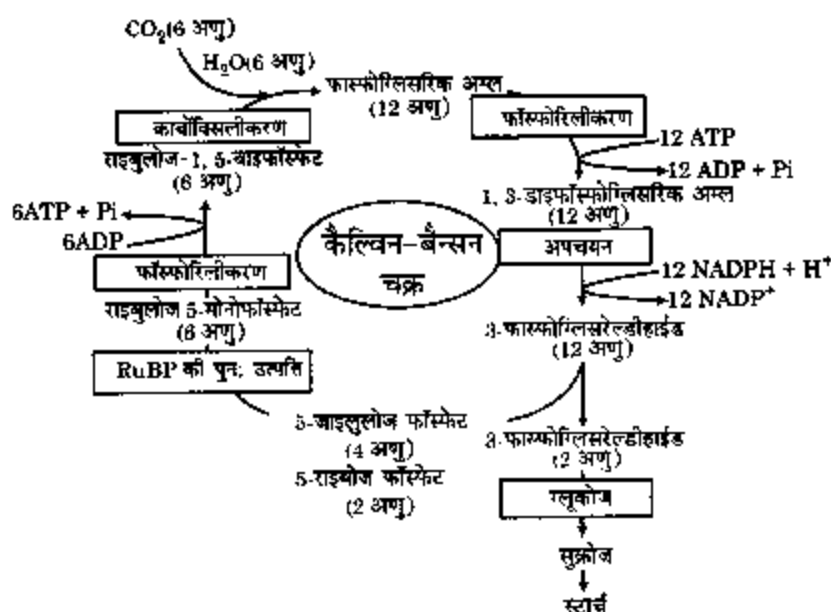 CO₂(6 अणु)
H₂O(6 अणु)
फास्फोग्लिसरिक अम्ल
(12 अणु)
कार्बोक्सिलीकरण
फॉस्फोरिलीकरण
राइबुलोज-1, 5-बाइफॉस्फेट
(6 अणु)
12 ATP
12 ADP + Pi
1, 3-डाइफॉस्फोग्लिसरिक अम्ल
(12 अणु)
6ATP + Pi
6ADP
कैल्विन-बैन्सन
चक्र
अपचयन
फॉस्फोरिलीकरण
12 NADPH + H⁺
12 NADP⁺
राइबुलोज 5-मोनोफॉस्फेट
(6 अणु)
3-फास्फोग्लिसरेल्डीहाईड
(12 अणु)
RuBP की पुन: उत्पत्ति
5-जाइलुलोज फॉस्फेट
(4 अणु)
5-राइबोज फॉस्फेट
(2 अणु)
3-फास्फोग्लिसरेल्डीहाईड
(2 अणु)
ग्लूकोज
सुक्रोज
स्टार्च